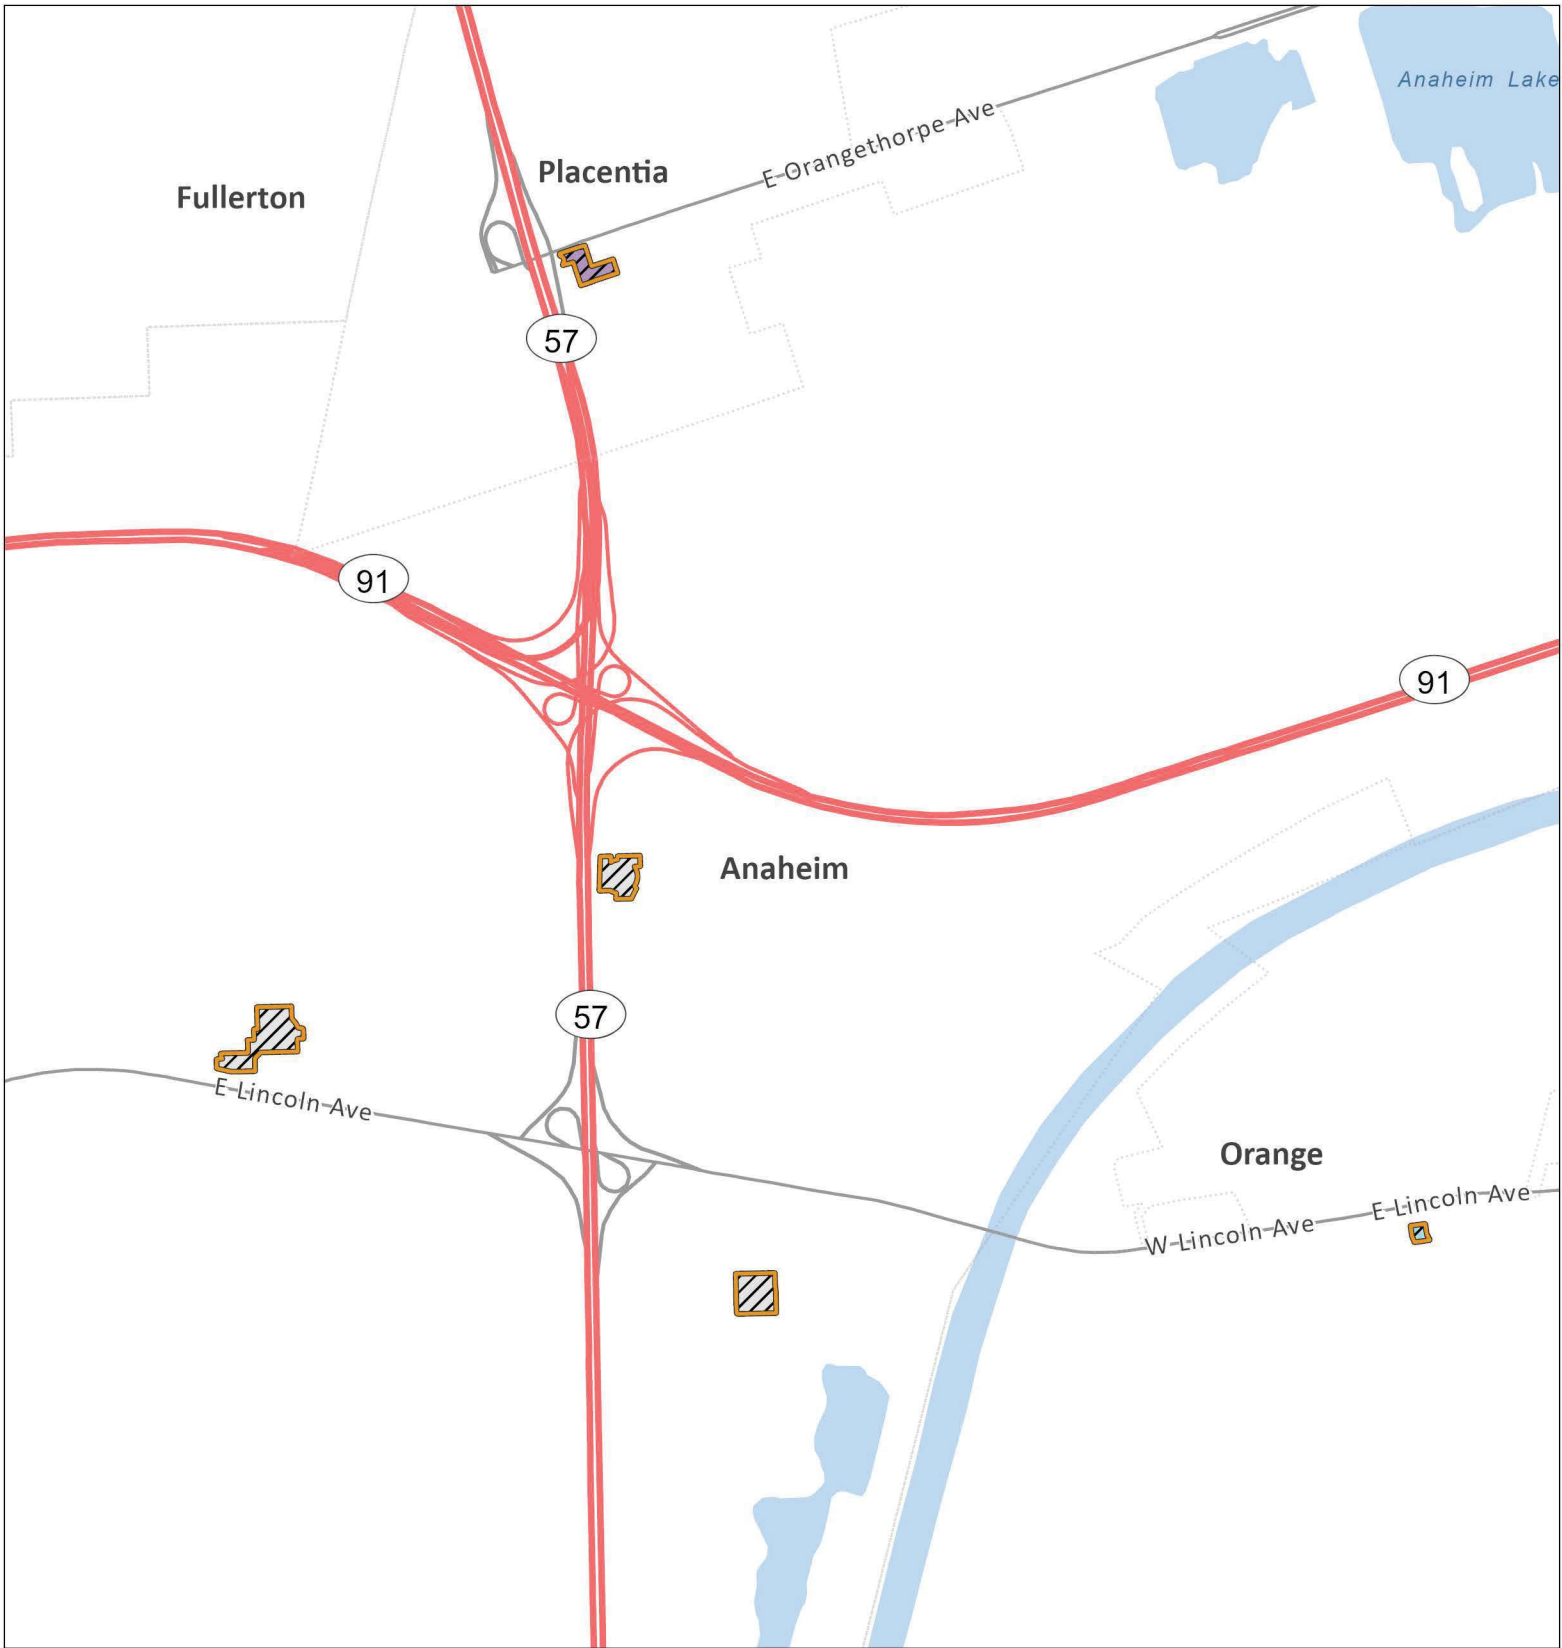 Anaheim Lake
E Orangethorpe Ave
Placentia
Fullerton
57
91
91
Anaheim
57
E Lincoln Ave
Orange
E Lincoln Ave
W Lincoln Ave